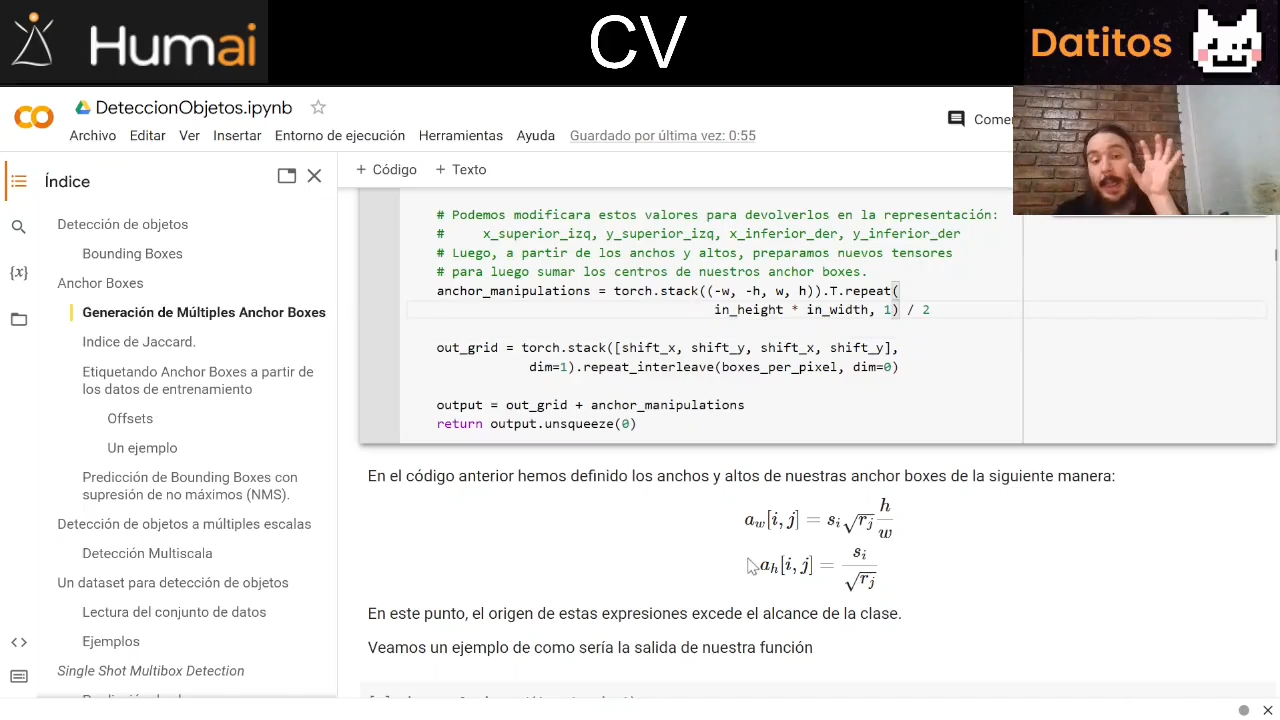 Humai
CV
Datitos
DeteccionObjetos.ipynb
Archivo Editar Ver Insertar Entorno de ejecución Herramientas Ayuda Guardado por última vez: 0:55
Comen
+ Código + Texto
Índice
Detección de objetos
Bounding Boxes
Anchor Boxes
Generación de Múltiples Anchor Boxes
Indice de Jaccard.
Etiquetando Anchor Boxes a partir de
los datos de entrenamiento
Offsets
Un ejemplo
Predicción de Bounding Boxes con
supresión de no máximos (NMS).
Detección de objetos a múltiples escalas
Detección Multiscala
Un dataset para detección de objetos
Lectura del conjunto de datos
Ejemplos
Single Shot Multibox Detection
# Podemos modificara estos valores para devolverlos en la representación:
# x_superior_izq, y_superior_izq, x_inferior_der, y_inferior_der
# Luego, a partir de los anchos y altos, preparamos nuevos tensores
# para luego sumar los centros de nuestros anchor boxes.
anchor_manipulations = torch.stack((-w, -h, w, h)).T.repeat(
in_height * in_width, 1) / 2
out_grid = torch.stack([shift_x, shift_y, shift_x, shift_y],
dim=1).repeat_interleave(boxes_per_pixel, dim=0)
output = out_grid + anchor_manipulations
return output.unsqueeze(0)
En el código anterior hemos definido los anchos y altos de nuestras anchor boxes de la siguiente manera:
a_w[i, j] = s_i √r_j h/w
a_h[i, j] = s_i/√r_j
En este punto, el origen de estas expresiones excede el alcance de la clase.
Veamos un ejemplo de como sería la salida de nuestra función